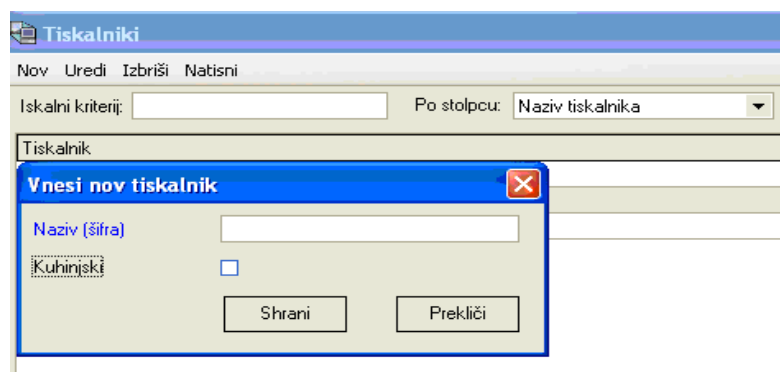 Tiskalniki
Nov Uredi Izbriši Natisni
Iskalni kriterij: Po stolpcu: Naziv tiskalnika
Tiskalnik
Vnesi nov tiskalnik
Naziv (šifra)
Kuhinjski
Shrani Prekliči